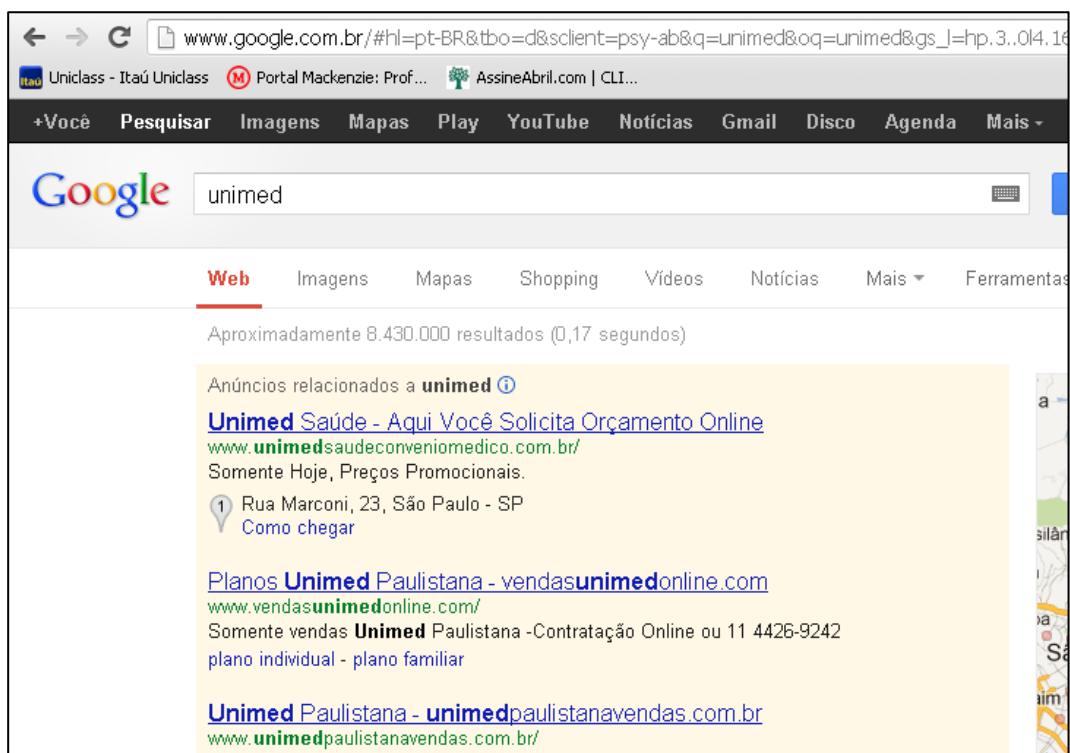 www.google.com.br/#hl=pt-BR&tbo=d&sclient=psy-ab&q=unimed&oq=unimed&gs_l=hp.3..0l4.16
Itaú Uniclass - Itaú Uniclass M Portal Mackenzie: Prof... AssineAbril.com | CLI...
+Você Pesquisar Imagens Mapas Play YouTube Notícias Gmail Disco Agenda Mais
Google unimed
Web Imagens Mapas Shopping Vídeos Notícias Mais Ferramentas
Aproximadamente 8.430.000 resultados (0,17 segundos)
Anúncios relacionados a unimed
Unimed Saúde - Aqui Você Solicita Orçamento Online
www.unimedsaudeconveniomedico.com.br/
Somente Hoje, Preços Promocionais.
1 Rua Marconi, 23, São Paulo - SP
Como chegar
Planos Unimed Paulistana - vendasunimedonline.com
www.vendasunimedonline.com/
Somente vendas Unimed Paulistana -Contratação Online ou 11 4426-9242
plano individual - plano familiar
Unimed Paulistana - unimedpaulistanavendas.com.br
www.unimedpaulistanavendas.com.br/